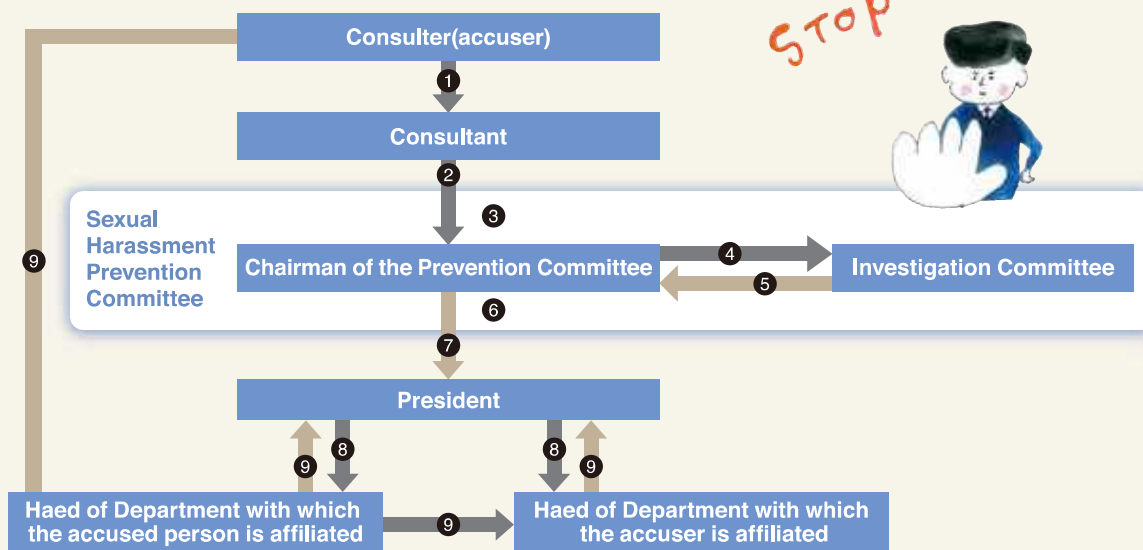 STOP
Consulter(accuser)
1
Consultant
2
3
Sexual
Harassment
Prevention
Committee
Chairman of the Prevention Committee
4
5
Investigation Committee
9
6
7
President
8
9
8
9
Haed of Department with which
the accused person is affiliated
9
Haed of Department with which
the accuser is affiliated